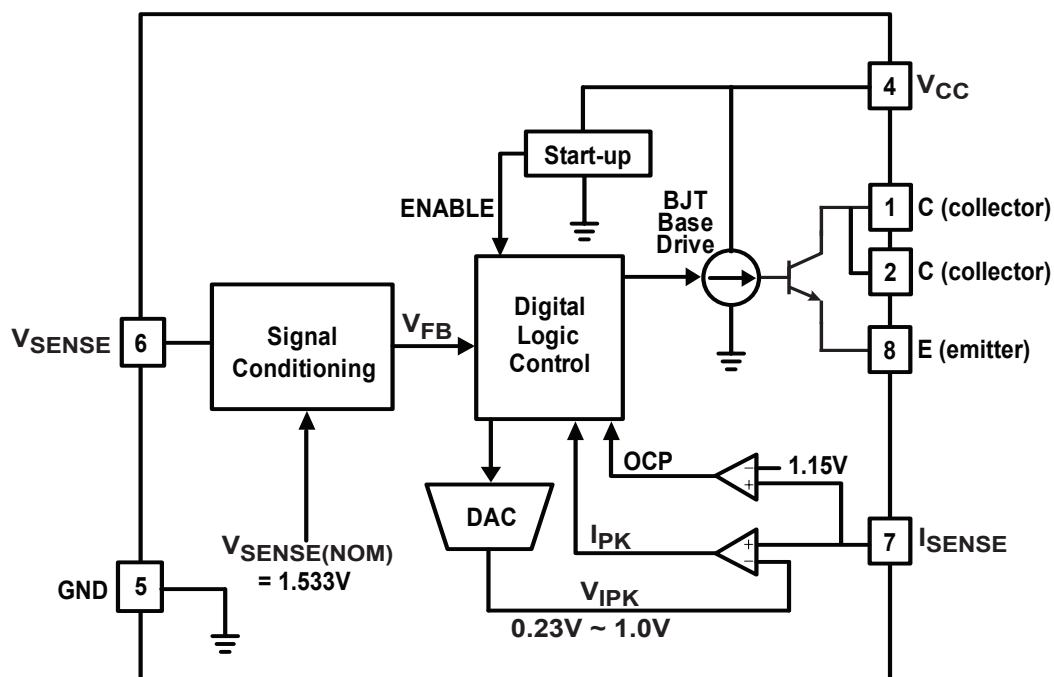 4 VCC
Start-up
1 C (collector)
ENABLE
BJT
Base
Drive
2 C (collector)
VSENSE 6
Signal
Conditioning
VFB
Digital
Logic
Control
8 E (emitter)
OCP
− 1.15V
+
DAC
VSENSE(NOM)
= 1.533V
IPK
+
−
7 ISENSE
GND 5
VIPK
0.23V ~ 1.0V